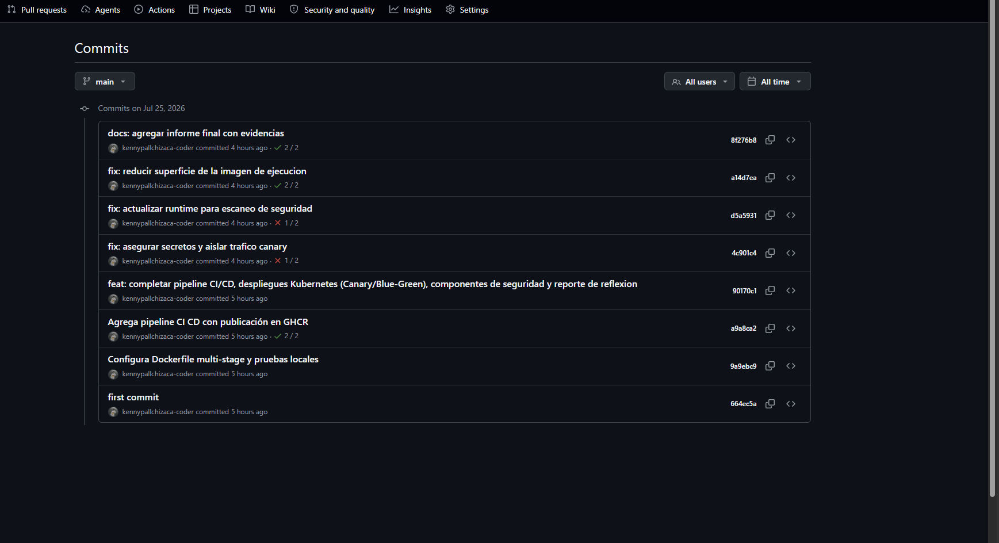 Pull requests Agents Actions Projects Wiki Security and quality Insights Settings
Commits
main All users All time
Commits on Jul 25, 2026
docs: agregar informe final con evidencias
8f276b8
kennypallchizaca-coder committed 4 hours ago · 2 / 2
fix: reducir superficie de la imagen de ejecucion
a14d7ea
kennypallchizaca-coder committed 4 hours ago · 2 / 2
fix: actualizar runtime para escaneo de seguridad
d5a5931
kennypallchizaca-coder committed 4 hours ago · 1 / 2
fix: asegurar secretos y aislar trafico canary
4c901c4
kennypallchizaca-coder committed 4 hours ago · 1 / 2
feat: completar pipeline CI/CD, despliegues Kubernetes (Canary/Blue-Green), componentes de seguridad y reporte de reflexion
90170c1
kennypallchizaca-coder committed 5 hours ago
Agrega pipeline CI CD con publicación en GHCR
a9a8ca2
kennypallchizaca-coder committed 5 hours ago · 2 / 2
Configura Dockerfile multi-stage y pruebas locales
9a9ebc9
kennypallchizaca-coder committed 5 hours ago
first commit
664ec5a
kennypallchizaca-coder committed 5 hours ago